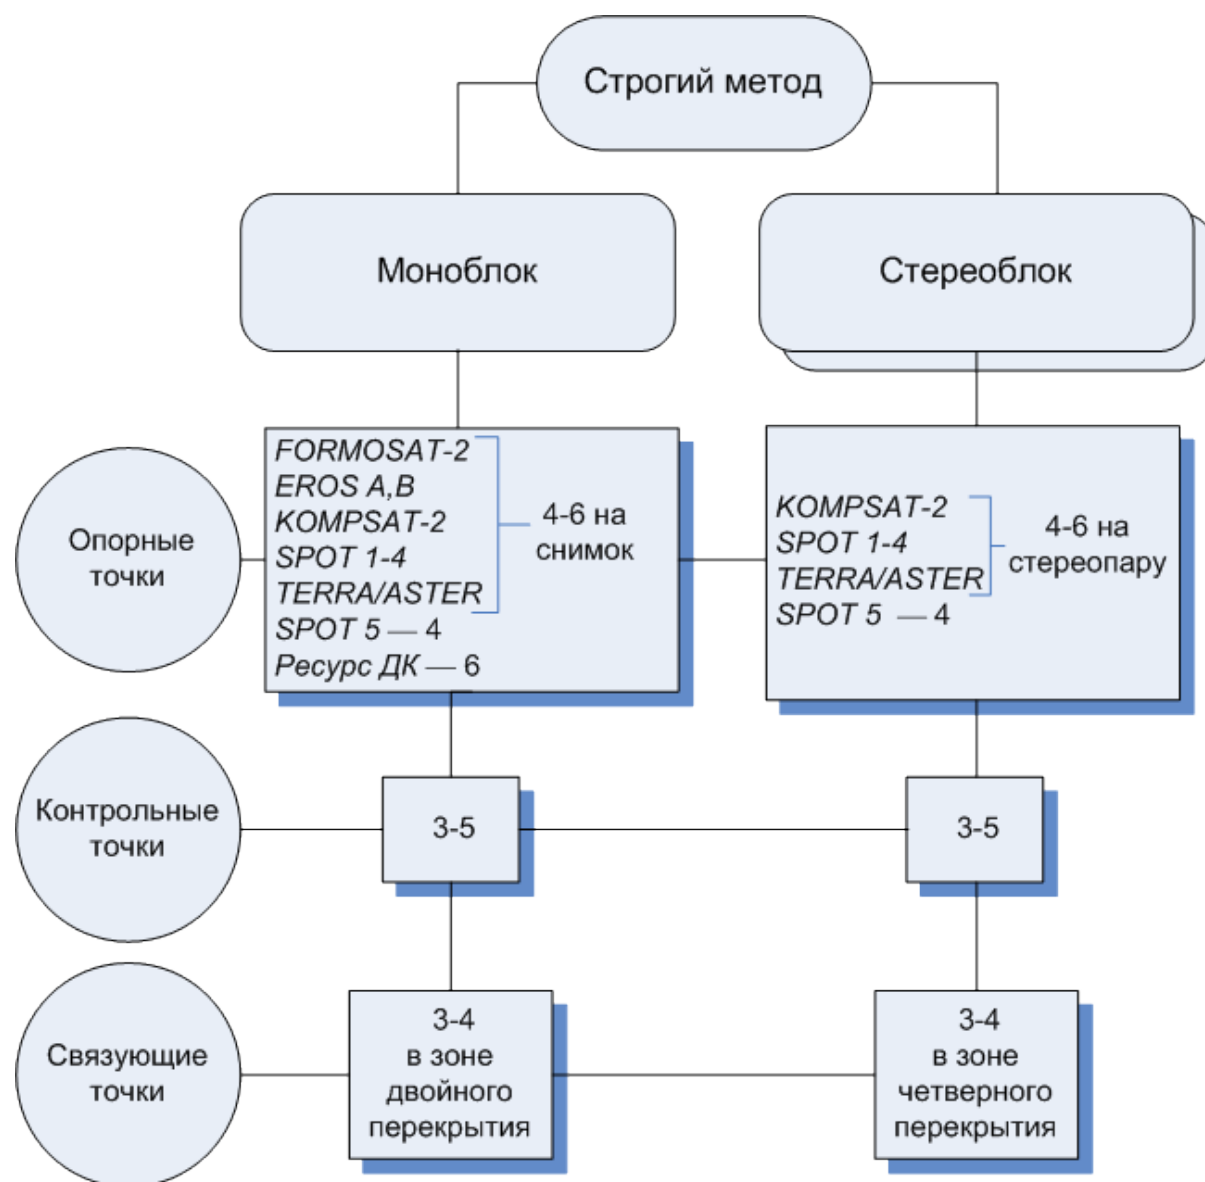 Строгий метод
Моноблок
Стереоблок
Опорные
точки
FORMOSAT-2
EROS A,B
KOMPSAT-2
SPOT 1-4
TERRA/ASTER
SPOT 5 — 4
Ресурс ДК — 6
4-6 на
снимок
KOMPSAT-2
SPOT 1-4
TERRA/ASTER
SPOT 5 — 4
4-6 на
стереопару
Контрольные
точки
3-5
3-5
Связующие
точки
3-4
в зоне
двойного
перекрытия
3-4
в зоне
четверного
перекрытия